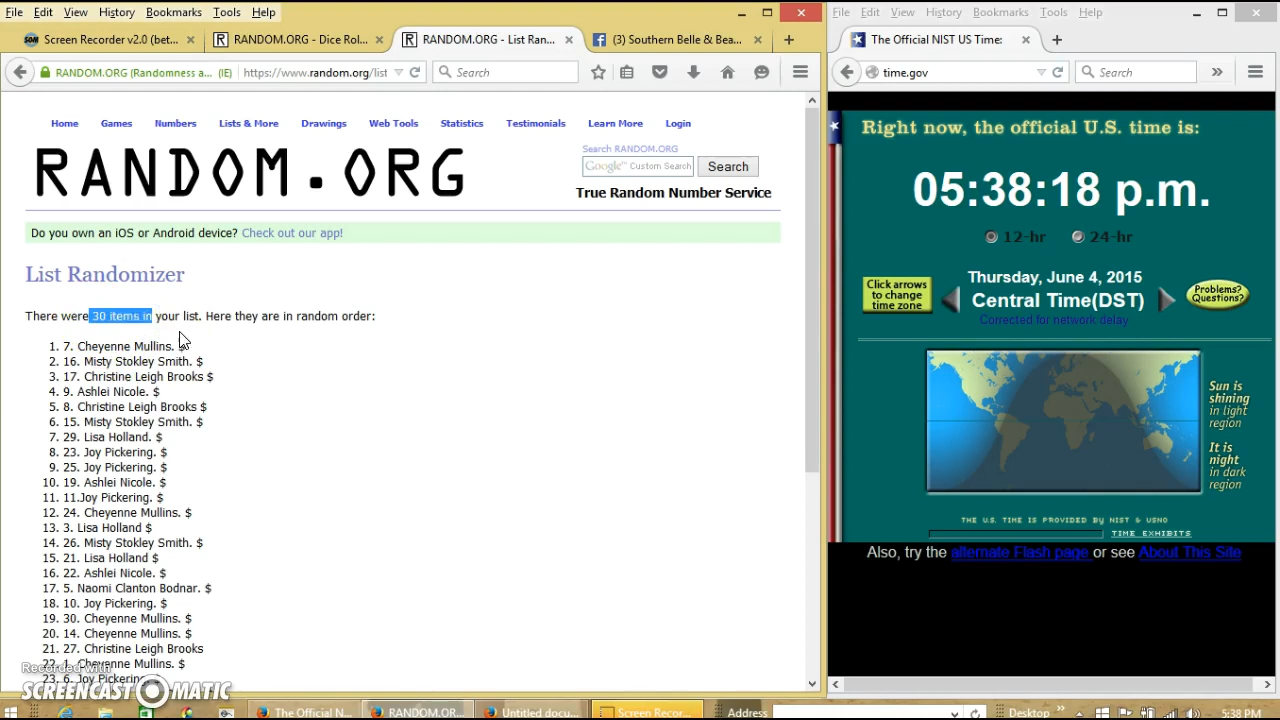 File Edit View History Bookmarks Tools Help
Screen Recorder v2.0 (bet...
RANDOM.ORG - Dice Rol...
RANDOM.ORG - List Ran...
(3) Southern Belle & Bea...
RANDOM.ORG (Randomness a... (IE)
https://www.random.org/list
Search
Home Games Numbers Lists & More Drawings Web Tools Statistics Testimonials Learn More Login
RANDOM.ORG
Search RANDOM.ORG
Google™ Custom Search
Search
True Random Number Service
Do you own an iOS or Android device? Check out our app!
List Randomizer
There were 30 items in your list. Here they are in random order:
1. 7. Cheyenne Mullins. $
2. 16. Misty Stokley Smith. $
3. 17. Christine Leigh Brooks $
4. 9. Ashlei Nicole. $
5. 8. Christine Leigh Brooks $
6. 15. Misty Stokley Smith. $
7. 29. Lisa Holland. $
8. 23. Joy Pickering. $
9. 25. Joy Pickering. $
10. 19. Ashlei Nicole. $
11. 11.Joy Pickering. $
12. 24. Cheyenne Mullins. $
13. 3. Lisa Holland $
14. 26. Misty Stokley Smith. $
15. 21. Lisa Holland $
16. 22. Ashlei Nicole. $
17. 5. Naomi Clanton Bodnar. $
18. 10. Joy Pickering. $
19. 30. Cheyenne Mullins. $
20. 14. Cheyenne Mullins. $
21. 27. Christine Leigh Brooks
22. 1. Cheyenne Mullins. $
23. 6. Joy Pickering.
Recorded with
SCREENCAST-O-MATIC
File Edit View History Bookmarks Tools Help
The Official NIST US Time:
time.gov
Search
Right now, the official U.S. time is:
05:38:18 p.m.
12-hr 24-hr
Click arrows
to change
time zone
Thursday, June 4, 2015
Central Time(DST)
Corrected for network delay
Problems?
Questions?
Sun is
shining
in light
region
It is
night
in dark
region
THE U.S. TIME IS PROVIDED BY NIST & USNO
TIME EXHIBITS
Also, try the alternate Flash page or see About This Site
The Official N...
RANDOM.OR...
Untitled docu...
Screen Recor...
Address
Desktop
5:38 PM